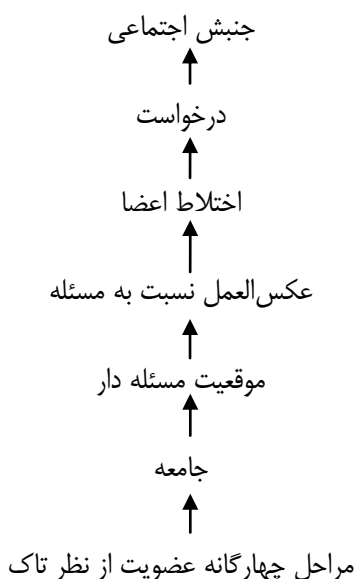 جنبش اجتماعی
درخواست
اختلاط اعضا
عکس‌العمل نسبت به مسئله
موقعیت مسئله دار
جامعه
مراحل چهارگانه عضویت از نظر تاک